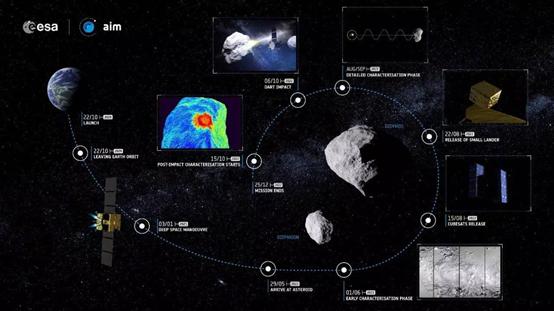 esa aim
22/10
LAUNCH
22/10
LEAVING EARTH ORBIT
03/01
DEEP SPACE MANOEUVRE
29/05
ARRIVE AT ASTEROID
01/06
EARLY CHARACTERISATION PHASE
15/08
CUBESATS RELEASE
22/08
RELEASE OF SMALL LANDER
AUG/SEP
DETAILED CHARACTERISATION PHASE
06/10
DART IMPACT
15/10
POST-IMPACT CHARACTERISATION STARTS
25/12
MISSION ENDS
DIDYMOS
DIDYMOON